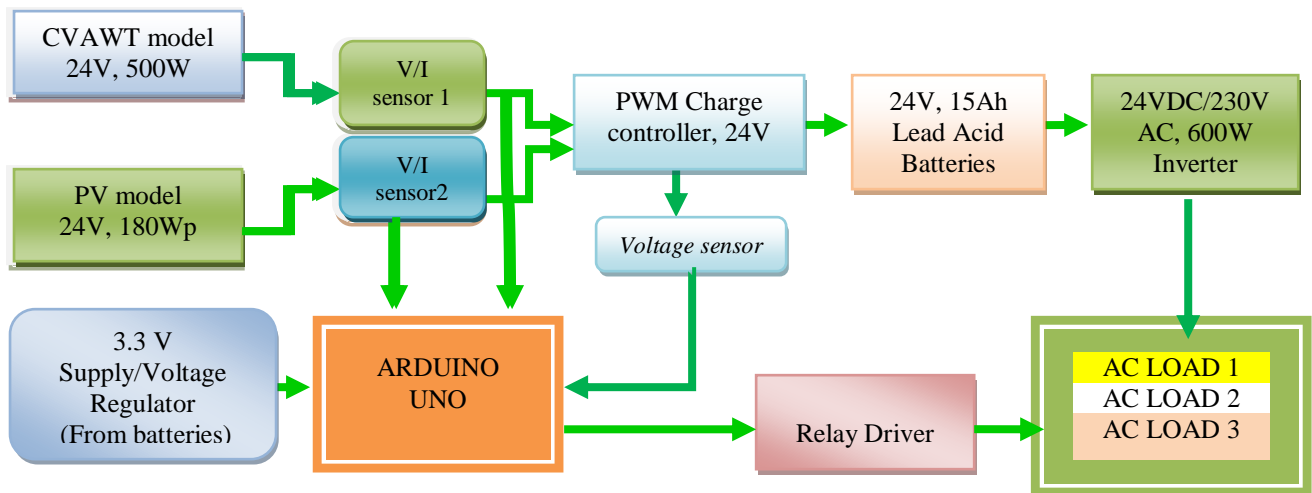 CVAWT model
24V, 500W
V/I
sensor 1
PWM Charge
controller, 24V
24V, 15Ah
Lead Acid
Batteries
24VDC/230V
AC, 600W
Inverter
PV model
24V, 180Wp
V/I
sensor2
Voltage sensor
3.3 V
Supply/Voltage
Regulator
(From batteries)
ARDUINO
UNO
Relay Driver
AC LOAD 1
AC LOAD 2
AC LOAD 3